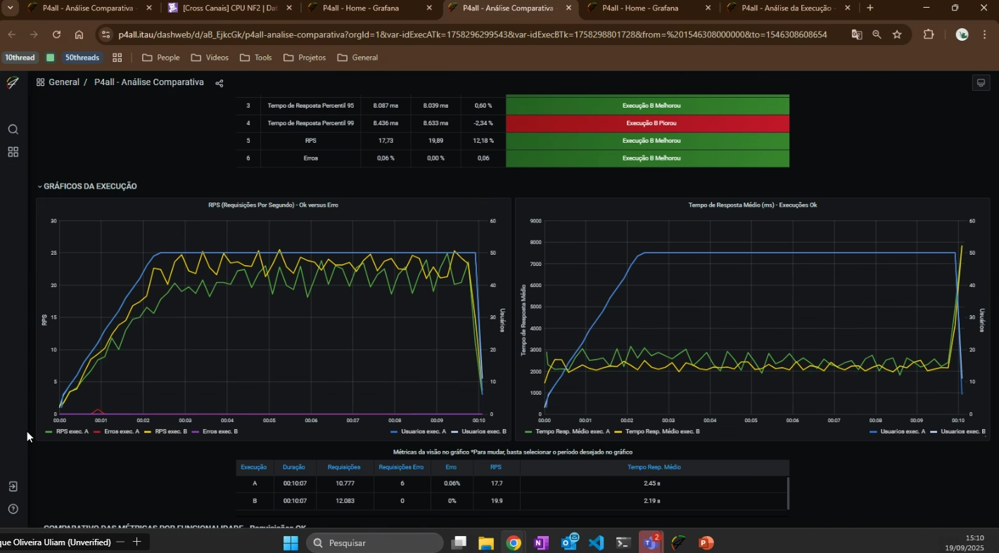 P4all - Análise Comparativa
[Cross Canais] CPU NF2 | Dat
P4all - Home - Grafana
P4all - Análise Comparativa
P4all - Home - Grafana
P4all - Análise da Execução
p4all.itau/dashweb/d/aB_EjkcGk/p4all-analise-comparativa?orgId=1&var-idExecATk=1758296299543&var-idExecBTk=1758298801728&from=%201546308000000&to=1546308608654
10thread 50threads People Videos Tools Projetos General
General / P4all - Análise Comparativa
3 Tempo de Resposta Percentil 95 8.087 ms 8.039 ms 0,60 % Execução B Melhorou
4 Tempo de Resposta Percentil 99 8.436 ms 8.633 ms -2,34 % Execução B Piorou
5 RPS 17,73 19,89 12,18 % Execução B Melhorou
6 Erros 0,06 % 0,00 % 0,06 Execução B Melhorou
GRÁFICOS DA EXECUÇÃO
RPS (Requisições Por Segundo) - Ok versus Erro
30
25
20
15
10
5
0
RPS
60
50
40
30
20
10
0
Usuários
00:00 00:01 00:02 00:03 00:04 00:05 00:06 00:07 00:08 00:09 00:10
RPS exec. A Erros exec. A RPS exec. B Erros exec. B Usuarios exec. A Usuarios exec. B
Tempo de Resposta Médio (ms) - Execuções Ok
9000
8000
7000
6000
5000
4000
3000
2000
1000
0
Tempo de Resposta Médio
60
50
40
30
20
10
0
Usuários
00:00 00:01 00:02 00:03 00:04 00:05 00:06 00:07 00:08 00:09 00:10
Tempo Resp. Médio exec. A Tempo Resp. Médio exec. B Usuarios exec. A Usuarios exec. B
Métricas da visão no gráfico *Para mudar, basta selecionar o período desejado no gráfico
Execução Duração Requisições Requisições Erro Erro RPS Tempo Resp. Médio
A 00:10:07 10.777 6 0.06% 17.7 2.45 s
B 00:10:07 12.083 0 0% 19.9 2.19 s
COMPARATIVO DAS MÉTRICAS POR FUNCIONALIDADE - Requisições OK
que Oliveira Uliam (Unverified)
Pesquisar
2
15:10
19/09/2025